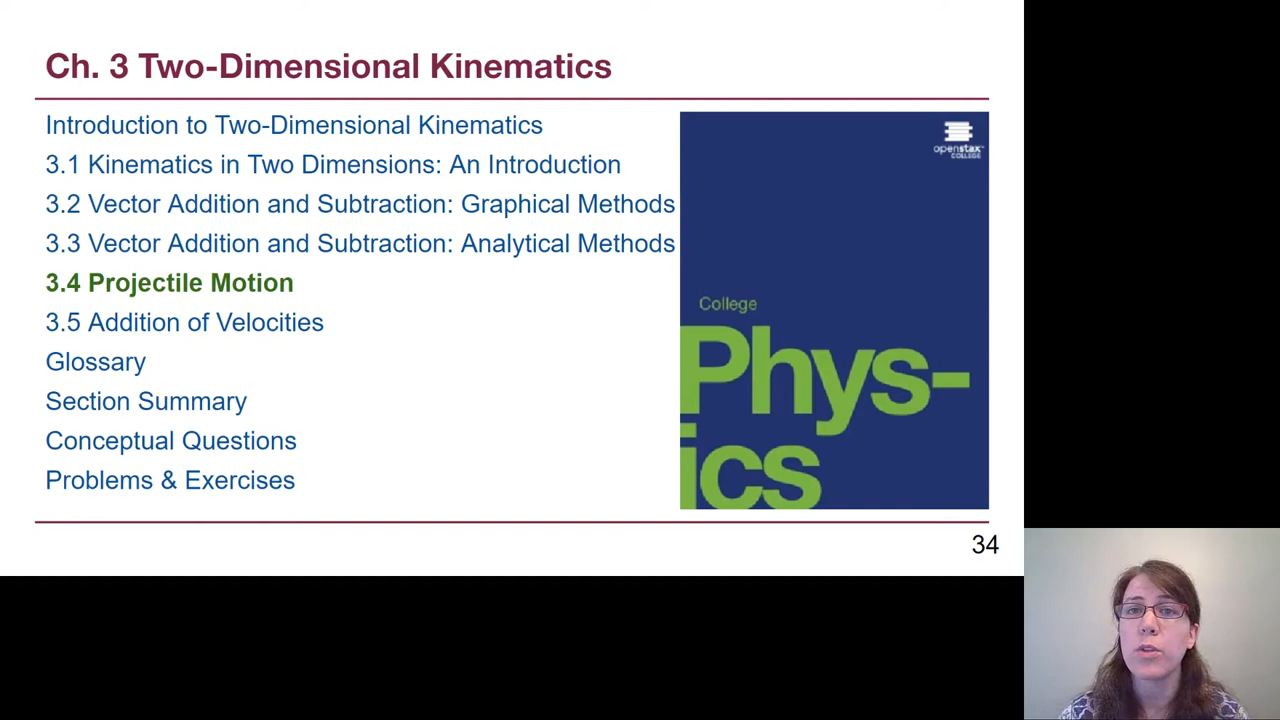 Ch. 3 Two-Dimensional Kinematics
Introduction to Two-Dimensional Kinematics
3.1 Kinematics in Two Dimensions: An Introduction
3.2 Vector Addition and Subtraction: Graphical Methods
3.3 Vector Addition and Subtraction: Analytical Methods
3.4 Projectile Motion
3.5 Addition of Velocities
Glossary
Section Summary
Conceptual Questions
Problems & Exercises
openstax
COLLEGE
College
Phys-
ics
34